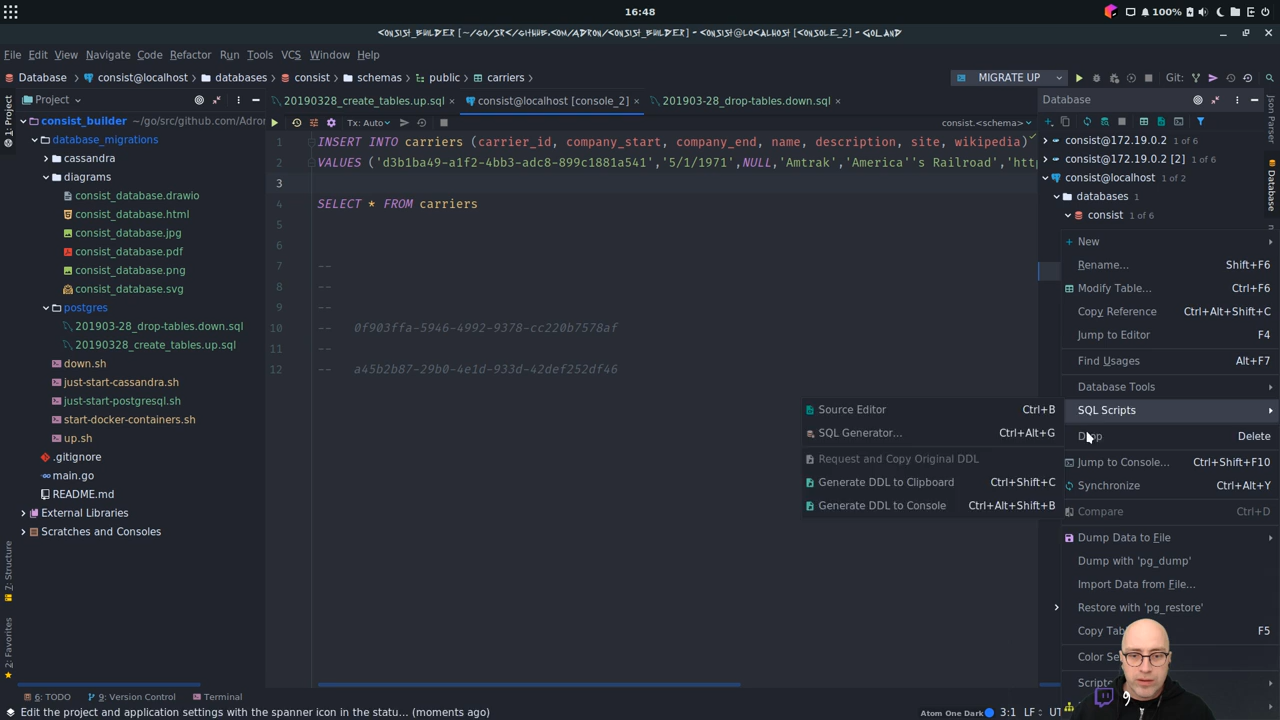 16:48
100%
CONSIST_BUILDER [~/GO/SRC/GITHUB.COM/ADRON/CONSIST_BUILDER] - CONSIST@LOCALHOST [CONSOLE_2] - GOLAND
File Edit View Navigate Code Refactor Run Tools VCS Window Help
Database consist@localhost databases consist schemas public carriers
MIGRATE UP Git:
Project
20190328_create_tables.up.sql consist@localhost [console_2] 201903-28_drop-tables.down.sql
Database
Tx: Auto
consist.<schema>
1: Project
7: Structure
2: Favorites
consist_builder ~/go/src/github.com/Adron
database_migrations
cassandra
diagrams
consist_database.drawio
consist_database.html
consist_database.jpg
consist_database.pdf
consist_database.png
consist_database.svg
postgres
201903-28_drop-tables.down.sql
20190328_create_tables.up.sql
down.sh
just-start-cassandra.sh
just-start-postgresql.sh
start-docker-containers.sh
up.sh
.gitignore
main.go
README.md
External Libraries
Scratches and Consoles
1 INSERT INTO carriers (carrier_id, company_start, company_end, name, description, site, wikipedia)
2 VALUES ('d3b1ba49-a1f2-4bb3-adc8-899c1881a541','5/1/1971',NULL,'Amtrak','America''s Railroad','htt
3
4 SELECT * FROM carriers
5
6
7 --
8 --
9 --
10 -- 0f903ffa-5946-4992-9378-cc220b7578af
11 --
12 -- a45b2b87-29b0-4e1d-933d-42def252df46
consist@172.19.0.2 1 of 6
consist@172.19.0.2 [2] 1 of 6
consist@localhost 1 of 2
databases 1
consist 1 of 6
Json Parser
Database
New
Rename... Shift+F6
Modify Table... Ctrl+F6
Copy Reference Ctrl+Alt+Shift+C
Jump to Editor F4
Find Usages Alt+F7
Database Tools
SQL Scripts
Drop Delete
Jump to Console... Ctrl+Shift+F10
Synchronize Ctrl+Alt+Y
Compare Ctrl+D
Dump Data to File
Dump with 'pg_dump'
Import Data from File...
Restore with 'pg_restore'
Copy F5
Color
Source Editor Ctrl+B
SQL Generator... Ctrl+Alt+G
Request and Copy Original DDL
Generate DDL to Clipboard Ctrl+Shift+C
Generate DDL to Console Ctrl+Alt+Shift+B
6: TODO 9: Version Control Terminal
Edit the project and application settings with the spanner icon in the statu... (moments ago)
Atom One Dark 3:1 LF